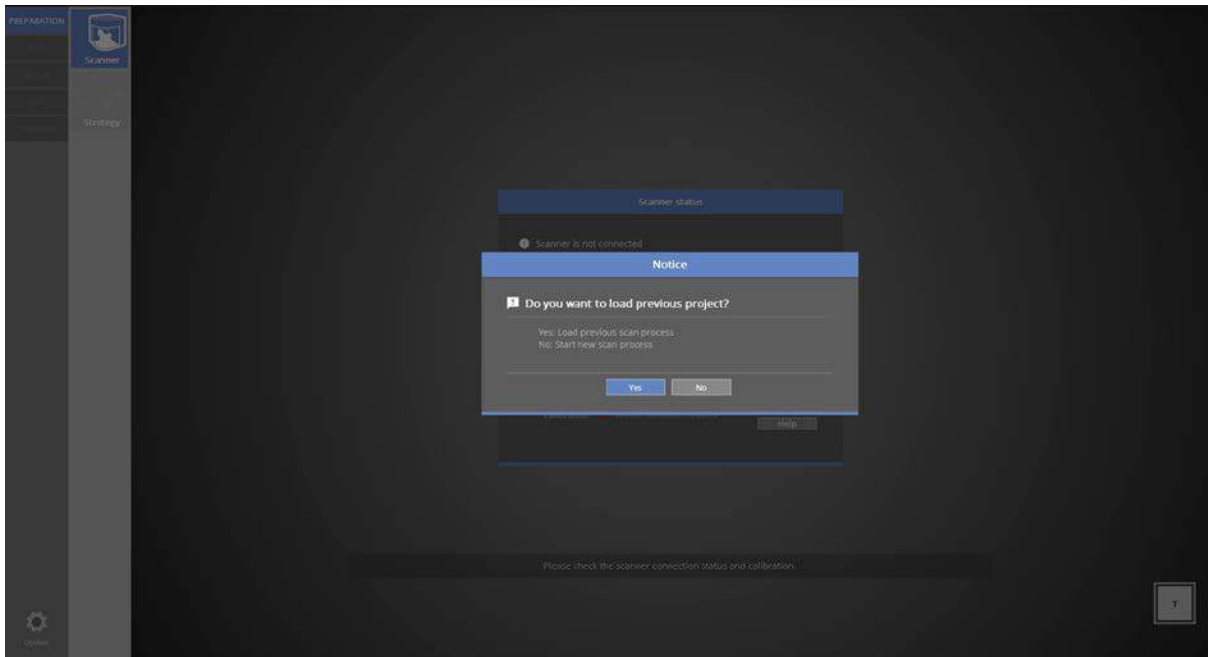 PREPARATION
Scanner
Strategy
Scanner status
Scanner is not connected
Notice
Do you want to load previous project?
Yes: Load previous scan process
No: Start new scan process
Yes
No
Help
Please check the scanner connection status and calibration.
Option
T